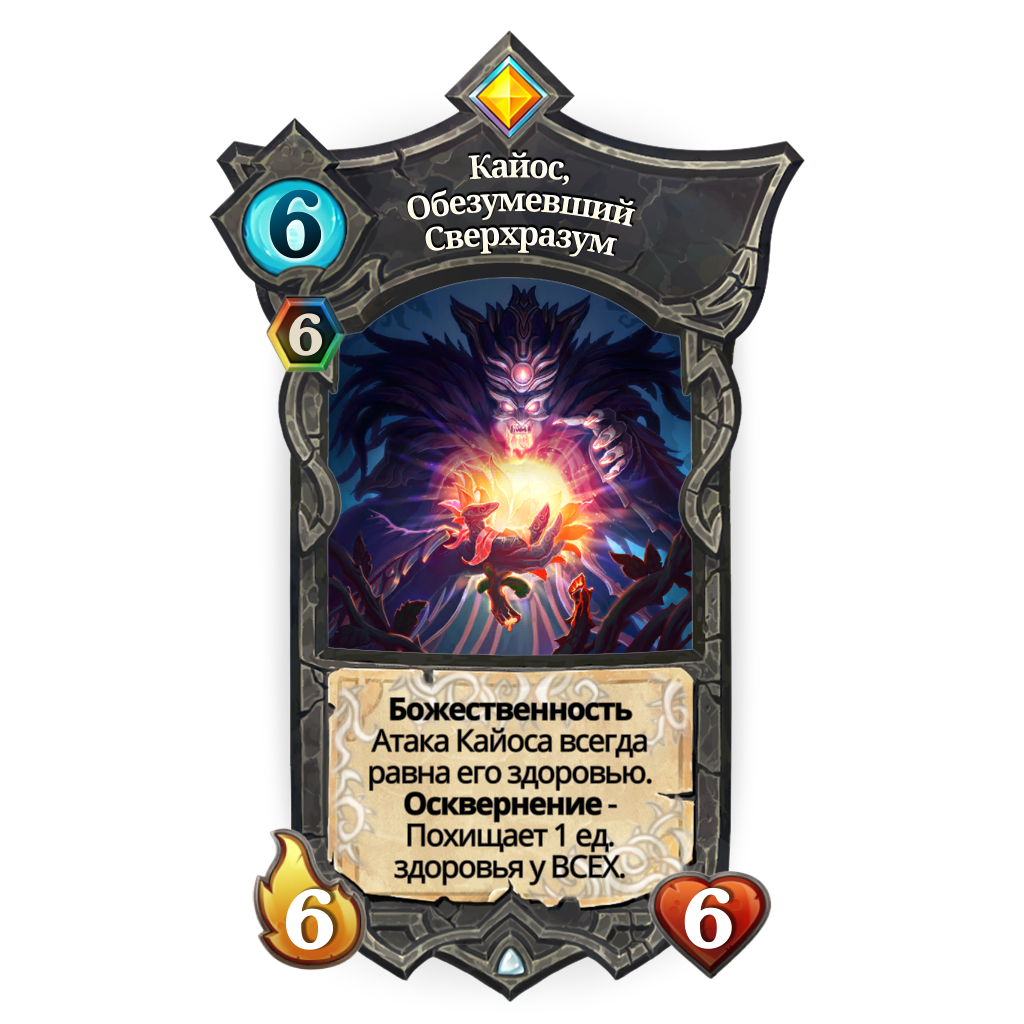 Кайос,
Обезумевший
Сверхразум
6
6
Божественность
Атака Кайоса всегда
равна его здоровью.
Осквернение -
Похищает 1 ед.
здоровья у ВСЕХ.
6
6